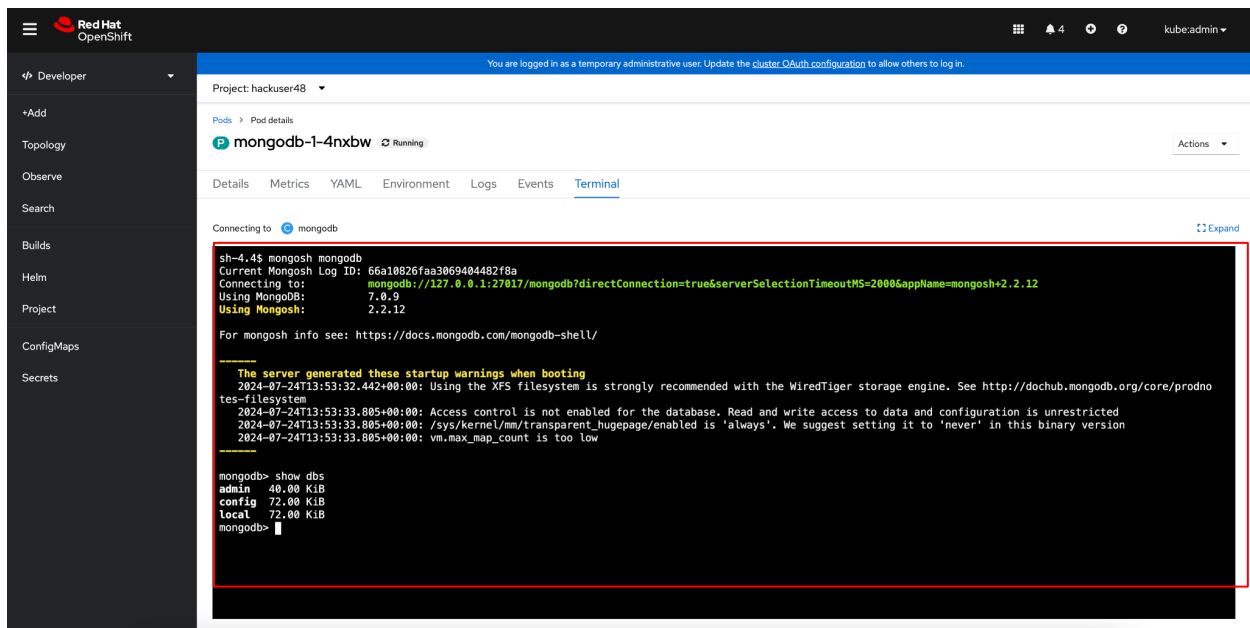 Red Hat
OpenShift
4
kube:admin
Developer
You are logged in as a temporary administrative user. Update the cluster OAuth configuration to allow others to log in.
Project: hackuser48
+Add
Topology
Observe
Search
Builds
Helm
Project
ConfigMaps
Secrets
Pods > Pod details
P mongodb-1-4nxbw Running
Actions
Details Metrics YAML Environment Logs Events Terminal
Connecting to C mongodb
Expand
sh-4.4$ mongosh mongodb
Current Mongosh Log ID: 66a10826faa3069404482f8a
Connecting to: mongodb://127.0.0.1:27017/mongodb?directConnection=true&serverSelectionTimeoutMS=2000&appName=mongosh+2.2.12
Using MongoDB: 7.0.9
Using Mongosh: 2.2.12
For mongosh info see: https://docs.mongodb.com/mongodb-shell/
------
The server generated these startup warnings when booting
2024-07-24T13:53:32.442+00:00: Using the XFS filesystem is strongly recommended with the WiredTiger storage engine. See http://dochub.mongodb.org/core/prodno
tes-filesystem
2024-07-24T13:53:33.805+00:00: Access control is not enabled for the database. Read and write access to data and configuration is unrestricted
2024-07-24T13:53:33.805+00:00: /sys/kernel/mm/transparent_hugepage/enabled is 'always'. We suggest setting it to 'never' in this binary version
2024-07-24T13:53:33.805+00:00: vm.max_map_count is too low
------
mongodb> show dbs
admin 40.00 KiB
config 72.00 KiB
local 72.00 KiB
mongodb>